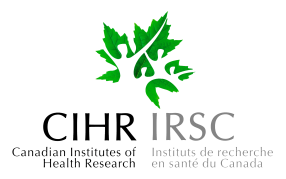 CIHR IRSC
Canadian Institutes of Instituts de recherche
Health Research en santé du Canada